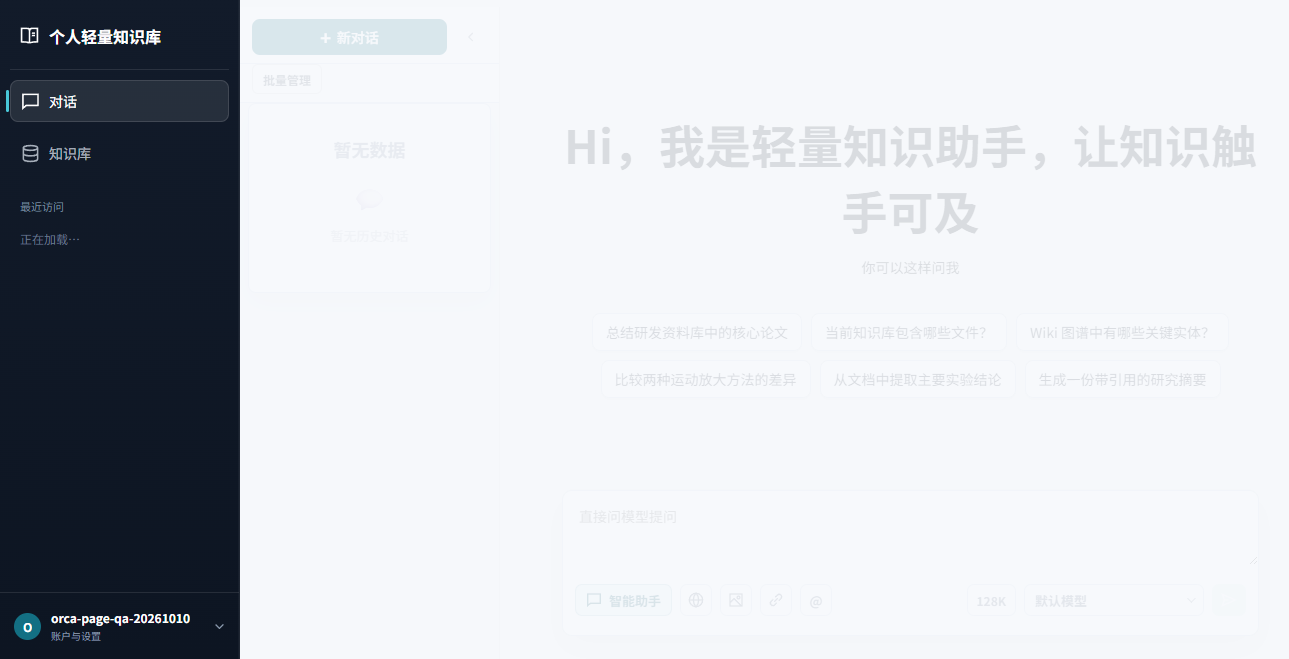 个人轻量知识库
对话
知识库
最近访问
正在加载…
orca-page-qa-20261010
O
账户与设置
+ 新对话
批量管理
暂无数据
暂无历史对话
Hi，我是轻量知识助手，让知识触
手可及
你可以这样问我
总结研发资料库中的核心论文
当前知识库包含哪些文件？
Wiki 图谱中有哪些关键实体？
比较两种运动放大方法的差异
从文档中提取主要实验结论
生成一份带引用的研究摘要
直接问模型提问
智能助手
@
128K
默认模型